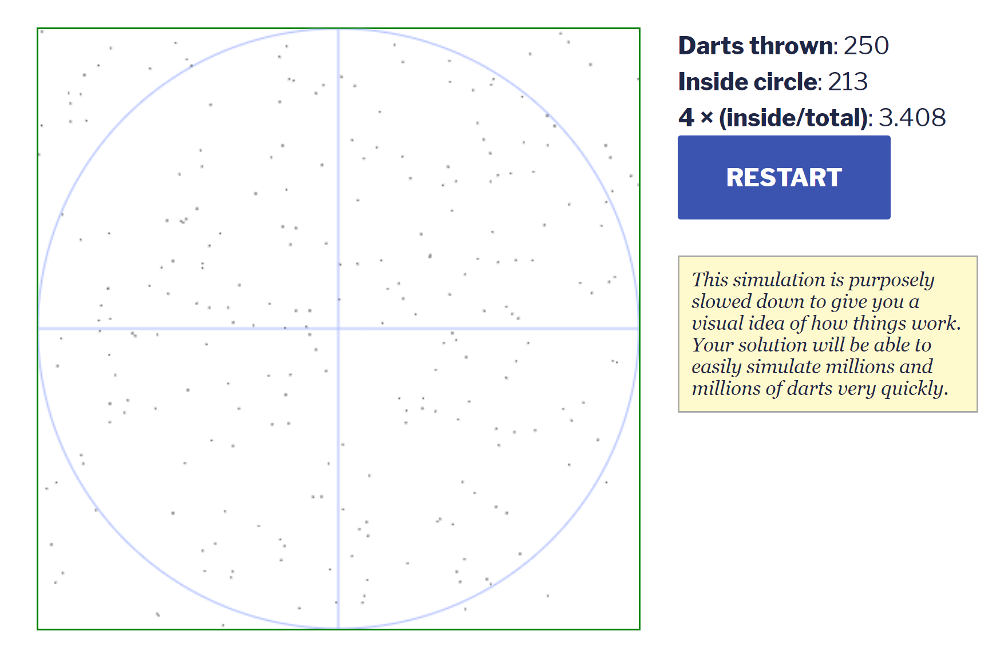 Darts thrown: 250
Inside circle: 213
4 × (inside/total): 3.408
RESTART
This simulation is purposely
slowed down to give you a
visual idea of how things work.
Your solution will be able to
easily simulate millions and
millions of darts very quickly.